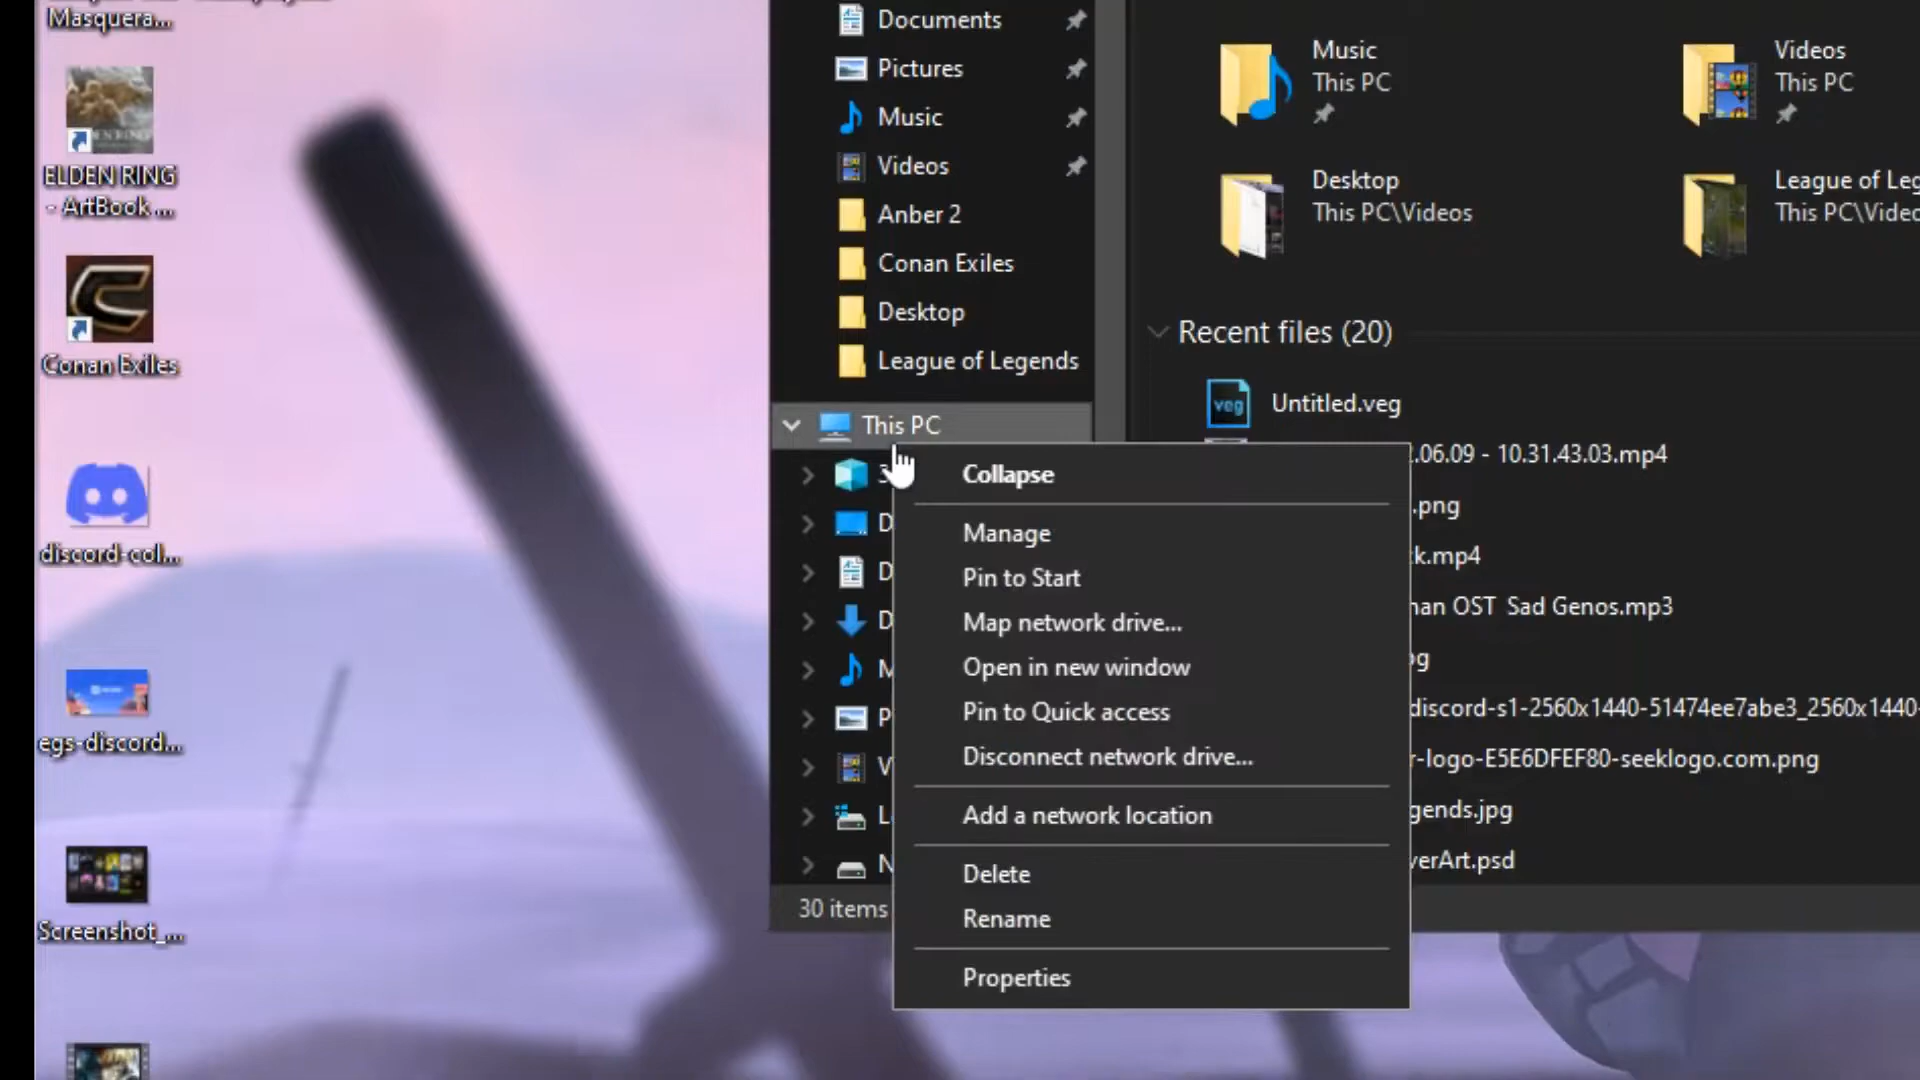 Masquera...
ELDEN RING
- ArtBook ...
Conan Exiles
discord-col...
egs-discord...
Screenshot_...
Documents
Pictures
Music
Videos
Anber 2
Conan Exiles
Desktop
League of Legends
This PC
3
D
D
D
M
P
V
L
N
30 items
Collapse
Manage
Pin to Start
Map network drive...
Open in new window
Pin to Quick access
Disconnect network drive...
Add a network location
Delete
Rename
Properties
Music
This PC
Videos
This PC
Desktop
This PC\Videos
League of Leg
This PC\Videc
Recent files (20)
veg
Untitled.veg
.06.09 - 10.31.43.03.mp4
.png
k.mp4
nan OST Sad Genos.mp3
discord-s1-2560x1440-51474ee7abe3_2560x1440-
r-logo-E5E6DFEF80-seeklogo.com.png
gends.jpg
verArt.psd